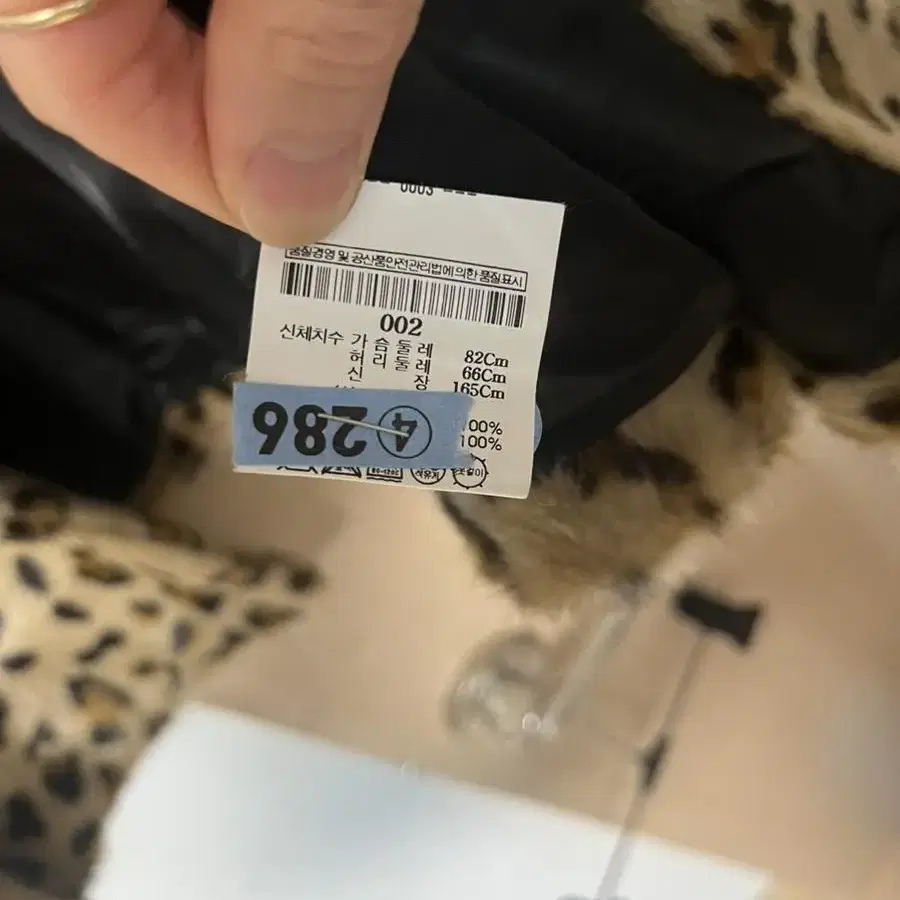 0003
품질경영 및 공산품안전관리법에 의한 품질표시
002
신체치수 가슴둘레 82Cm
허리둘레 66Cm
신장 165Cm
④286
100%
100%